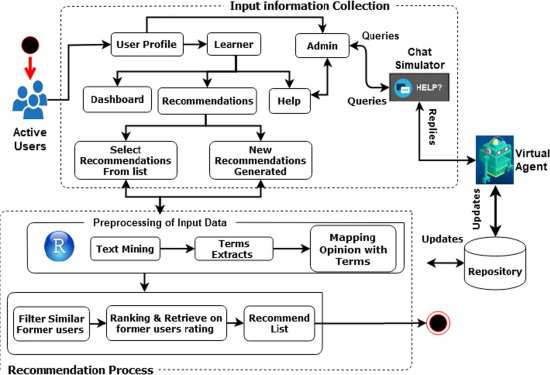 Input information Collection
User Profile
Learner
Admin
Queries
Chat
Simulator
HELP?
Queries
Active
Users
Dashboard
Recommendations
Help
Replies
Select
Recommendations
From list
New
Recommendations
Generated
Virtual
Agent
Updates
Preprocessing of Input Data
R
Text Mining
Terms
Extracts
Mapping
Opinion with
Terms
Updates
Repository
Filter Similar
Former users
Ranking & Retrieve on
former users rating
Recommend
List
Recommendation Process